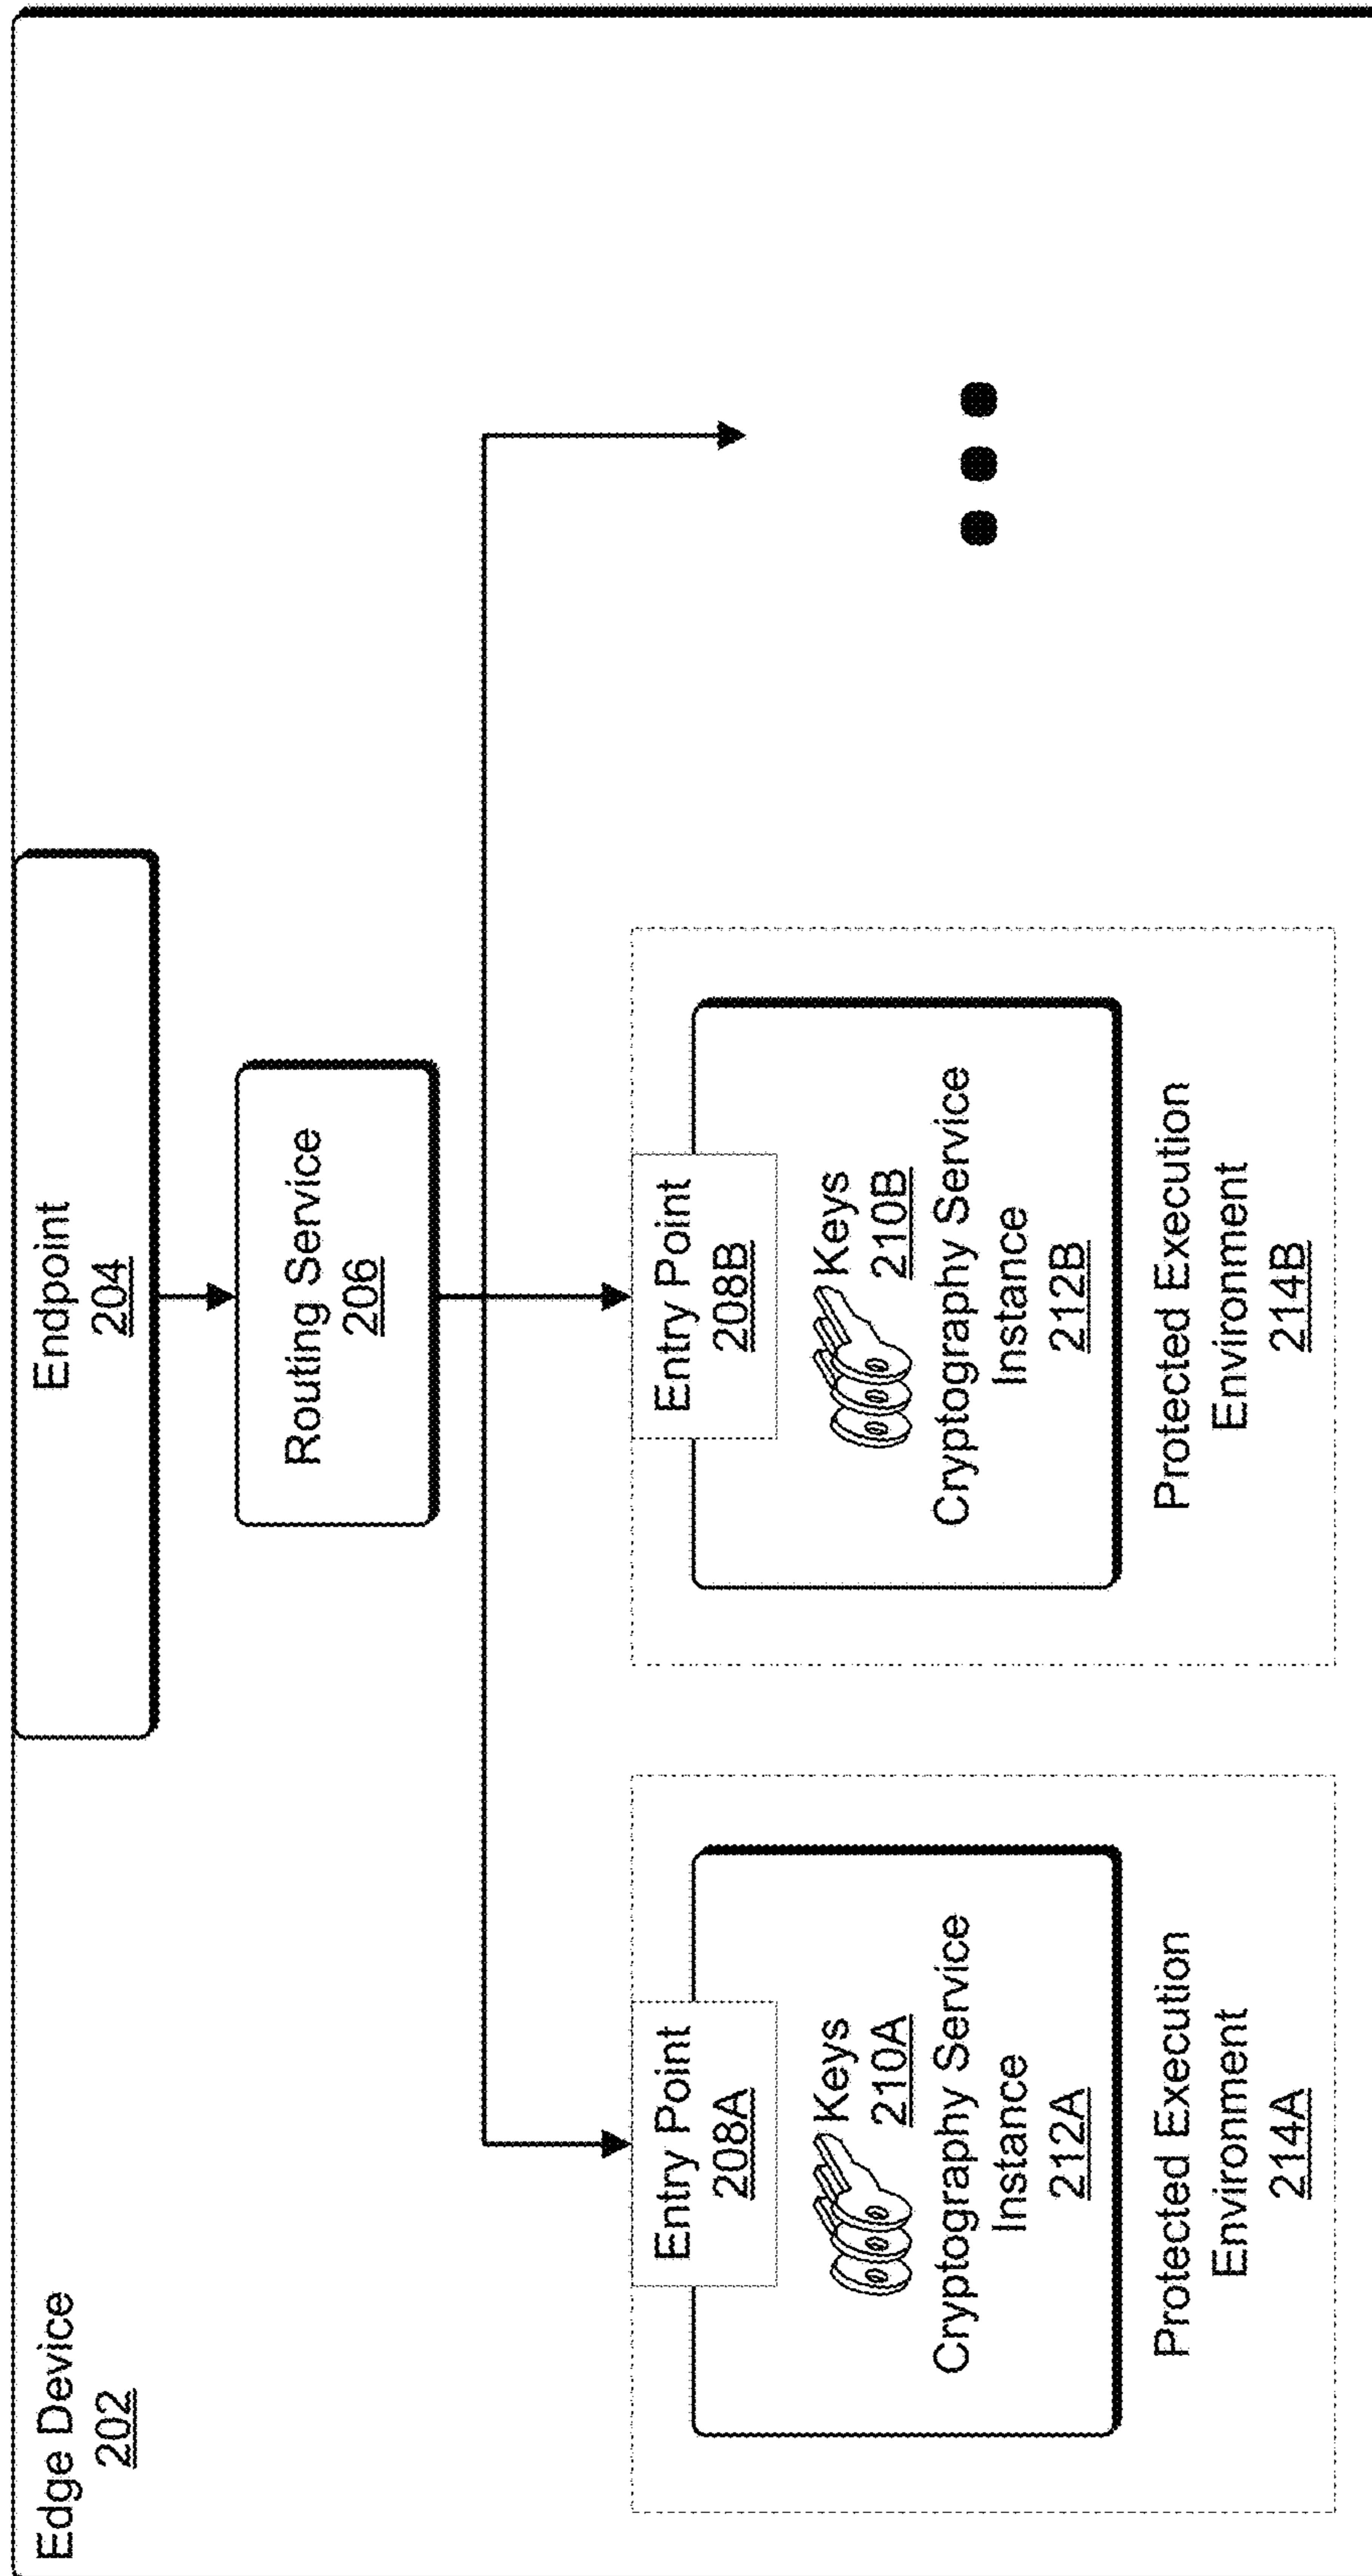 Edge Device
202
Endpoint
204
Routing Service
206
Entry Point
208A
Keys
210A
Cryptography Service
Instance
212A
Protected Execution
Environment
214A
Entry Point
208B
Keys
210B
Cryptography Service
Instance
212B
Protected Execution
Environment
214B